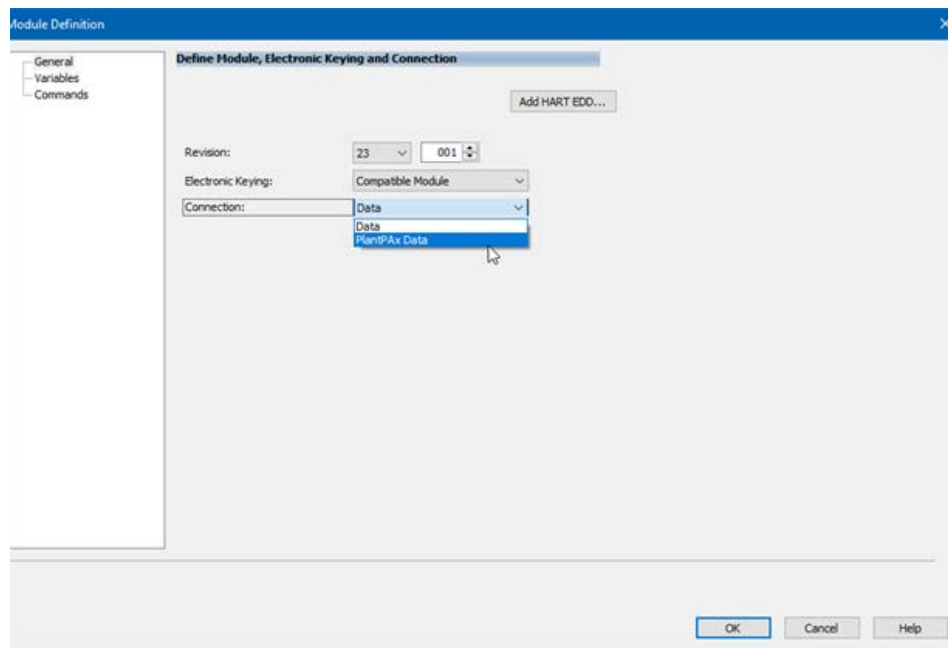 Module Definition
General
Variables
Commands
Define Module, Electronic Keying and Connection
Add HART EDD...
Revision: 23 001
Electronic Keying: Compatible Module
Connection: Data
Data
PlantPAx Data
OK Cancel Help